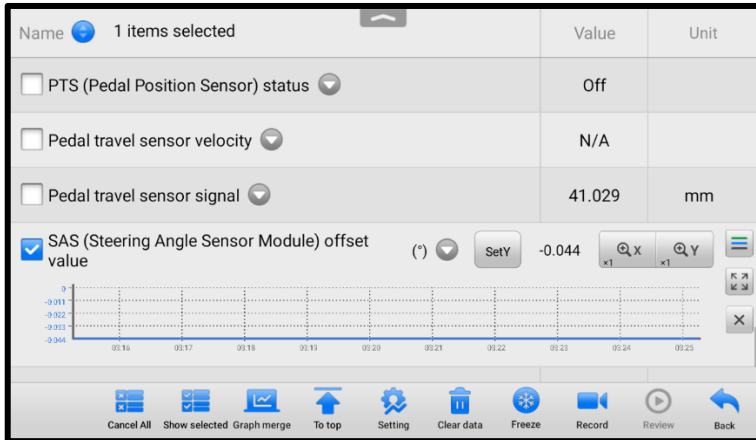 Name 1 items selected Value Unit
PTS (Pedal Position Sensor) status Off
Pedal travel sensor velocity N/A
Pedal travel sensor signal 41.029 mm
SAS (Steering Angle Sensor Module) offset value (°) SetY -0.044 ×1 X ×1 Y
0
-0.011
-0.022
-0.033
-0.044
03:16 03:17 03:18 03:19 03:20 03:21 03:22 03:23 03:24 03:25
Cancel All Show selected Graph merge To top Setting Clear data Freeze Record Review Back